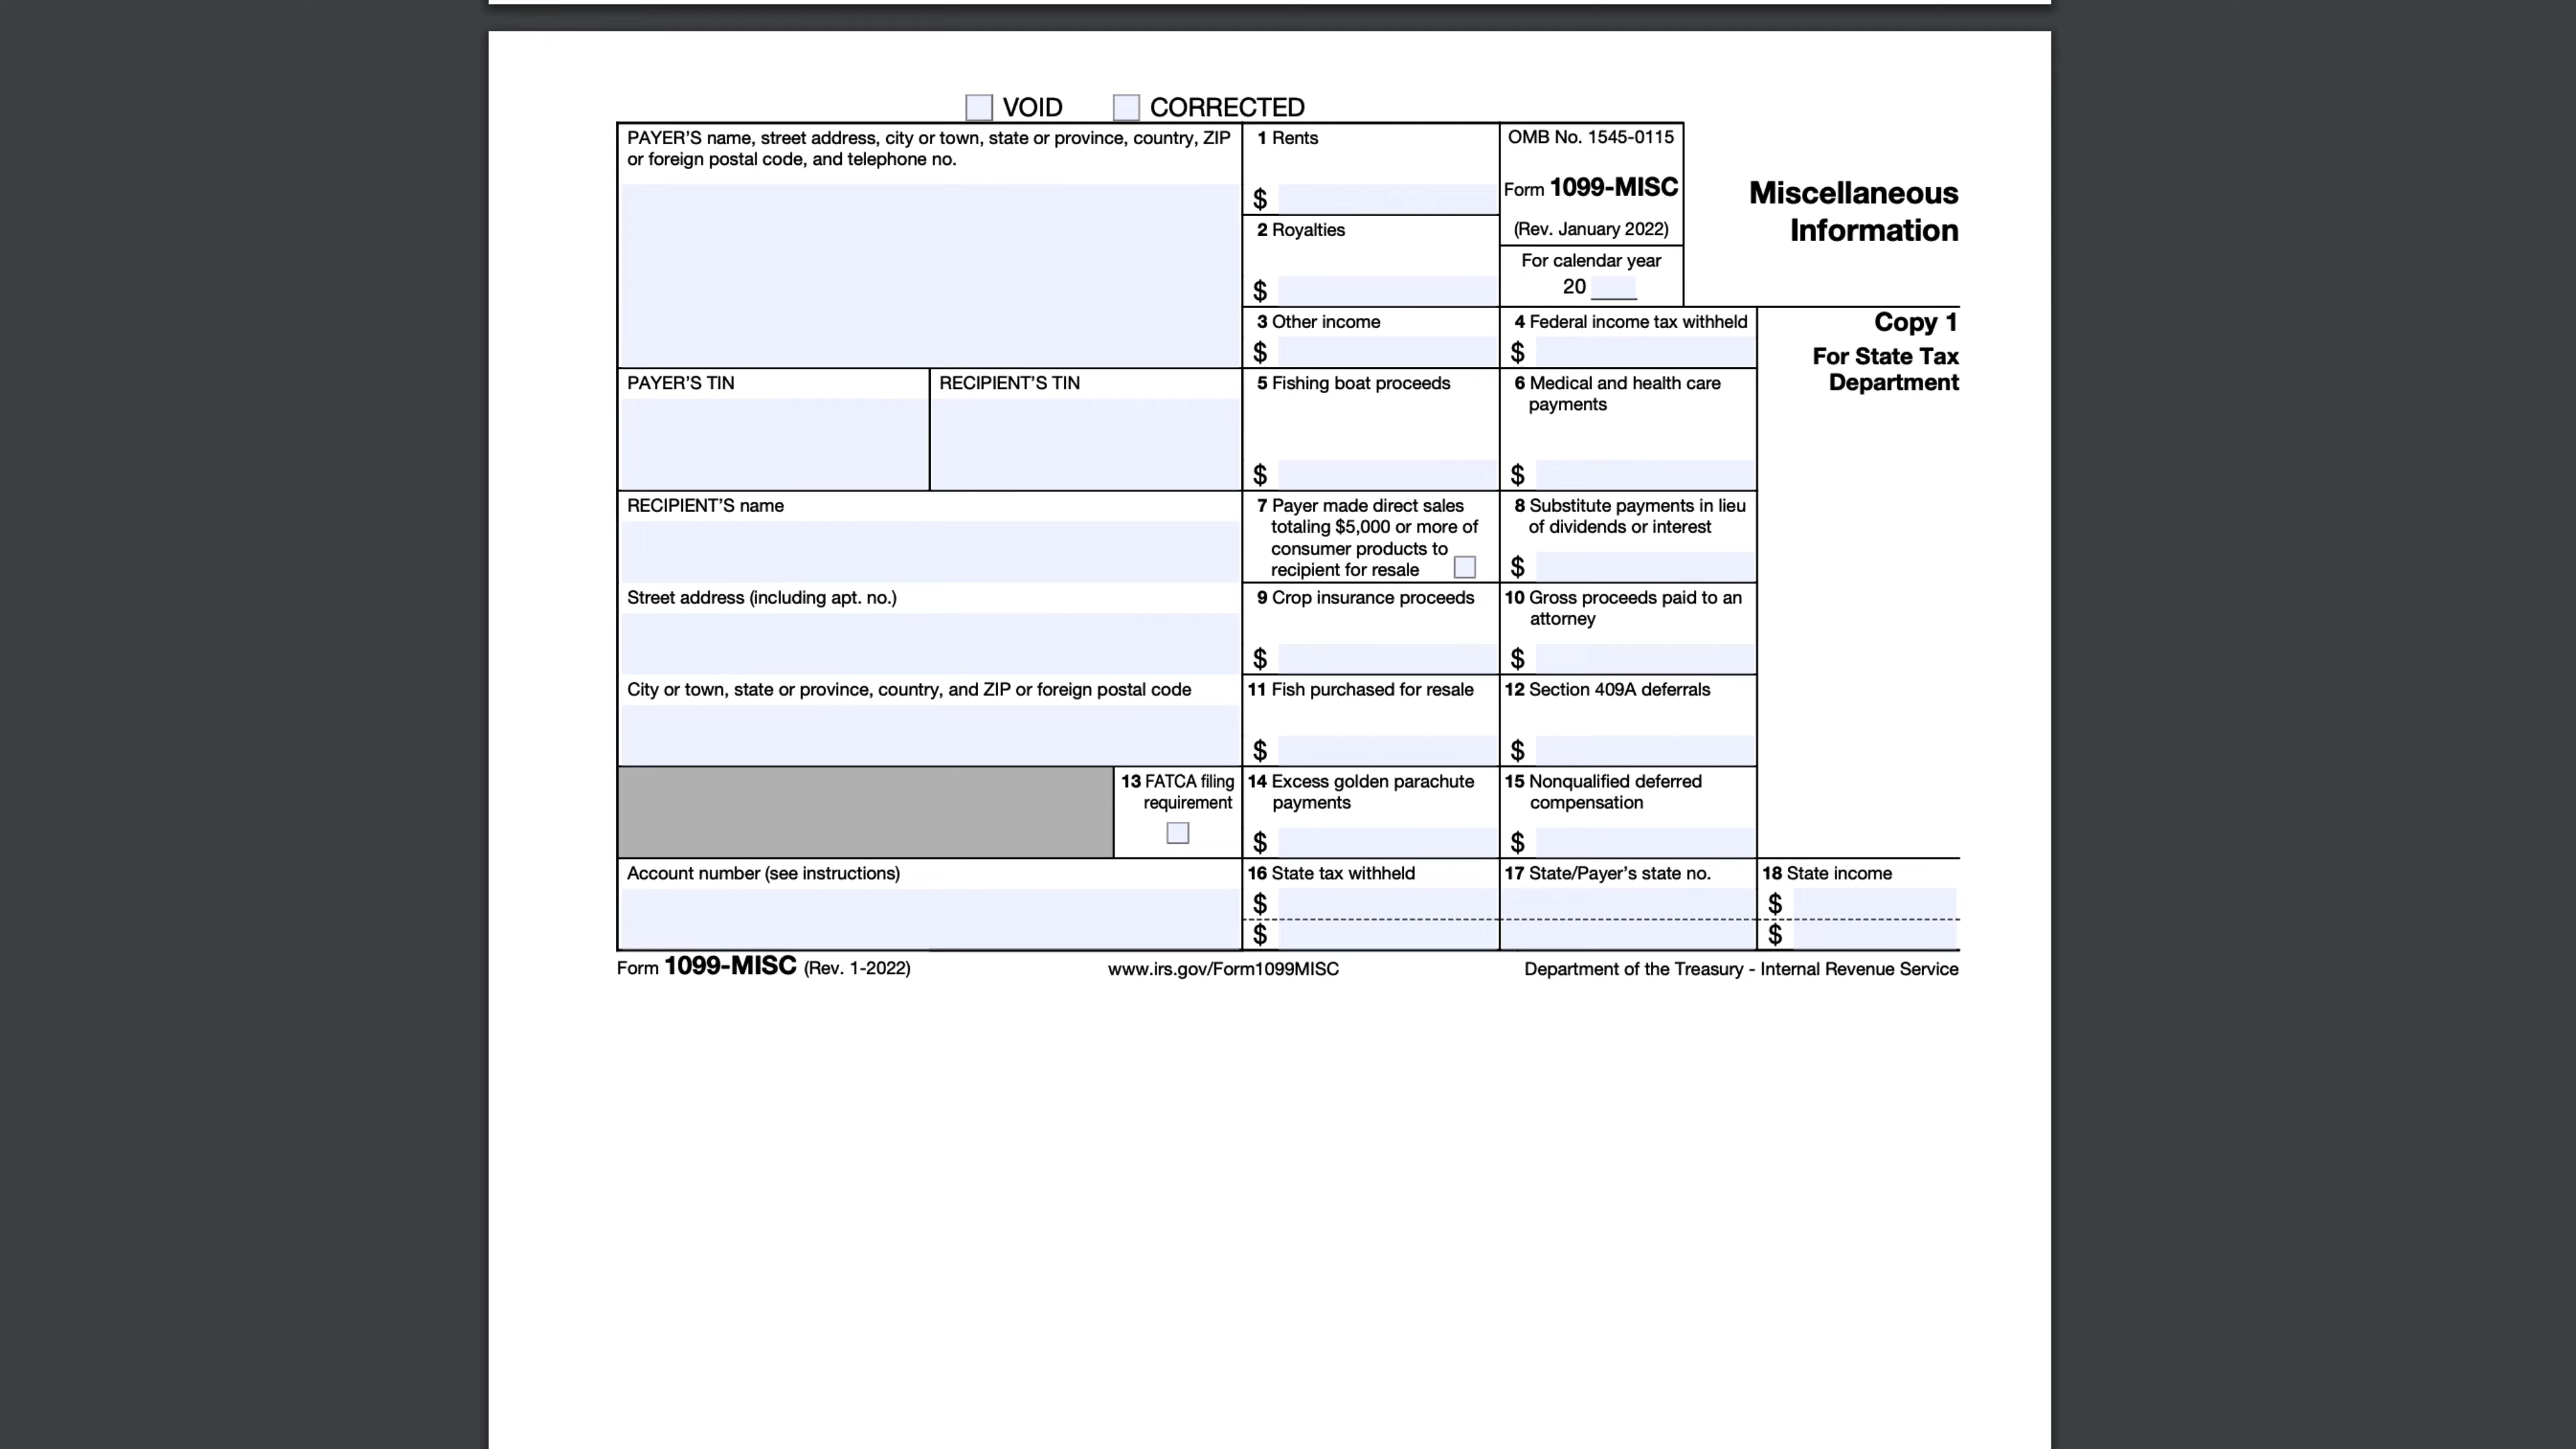 VOID CORRECTED
PAYER'S name, street address, city or town, state or province, country, ZIP
or foreign postal code, and telephone no.
1 Rents
$
OMB No. 1545-0115
Form 1099-MISC
(Rev. January 2022)
For calendar year
20
Miscellaneous
Information
2 Royalties
$
3 Other income
$
4 Federal income tax withheld
$
Copy 1
For State Tax
Department
PAYER'S TIN
RECIPIENT'S TIN
5 Fishing boat proceeds
$
6 Medical and health care
payments
$
RECIPIENT'S name
7 Payer made direct sales
totaling $5,000 or more of
consumer products to
recipient for resale
8 Substitute payments in lieu
of dividends or interest
$
Street address (including apt. no.)
9 Crop insurance proceeds
$
10 Gross proceeds paid to an
attorney
$
City or town, state or province, country, and ZIP or foreign postal code
11 Fish purchased for resale
$
12 Section 409A deferrals
$
13 FATCA filing
requirement
14 Excess golden parachute
payments
$
15 Nonqualified deferred
compensation
$
Account number (see instructions)
16 State tax withheld
$
$
17 State/Payer's state no.
18 State income
$
$
Form 1099-MISC (Rev. 1-2022)
www.irs.gov/Form1099MISC
Department of the Treasury - Internal Revenue Service